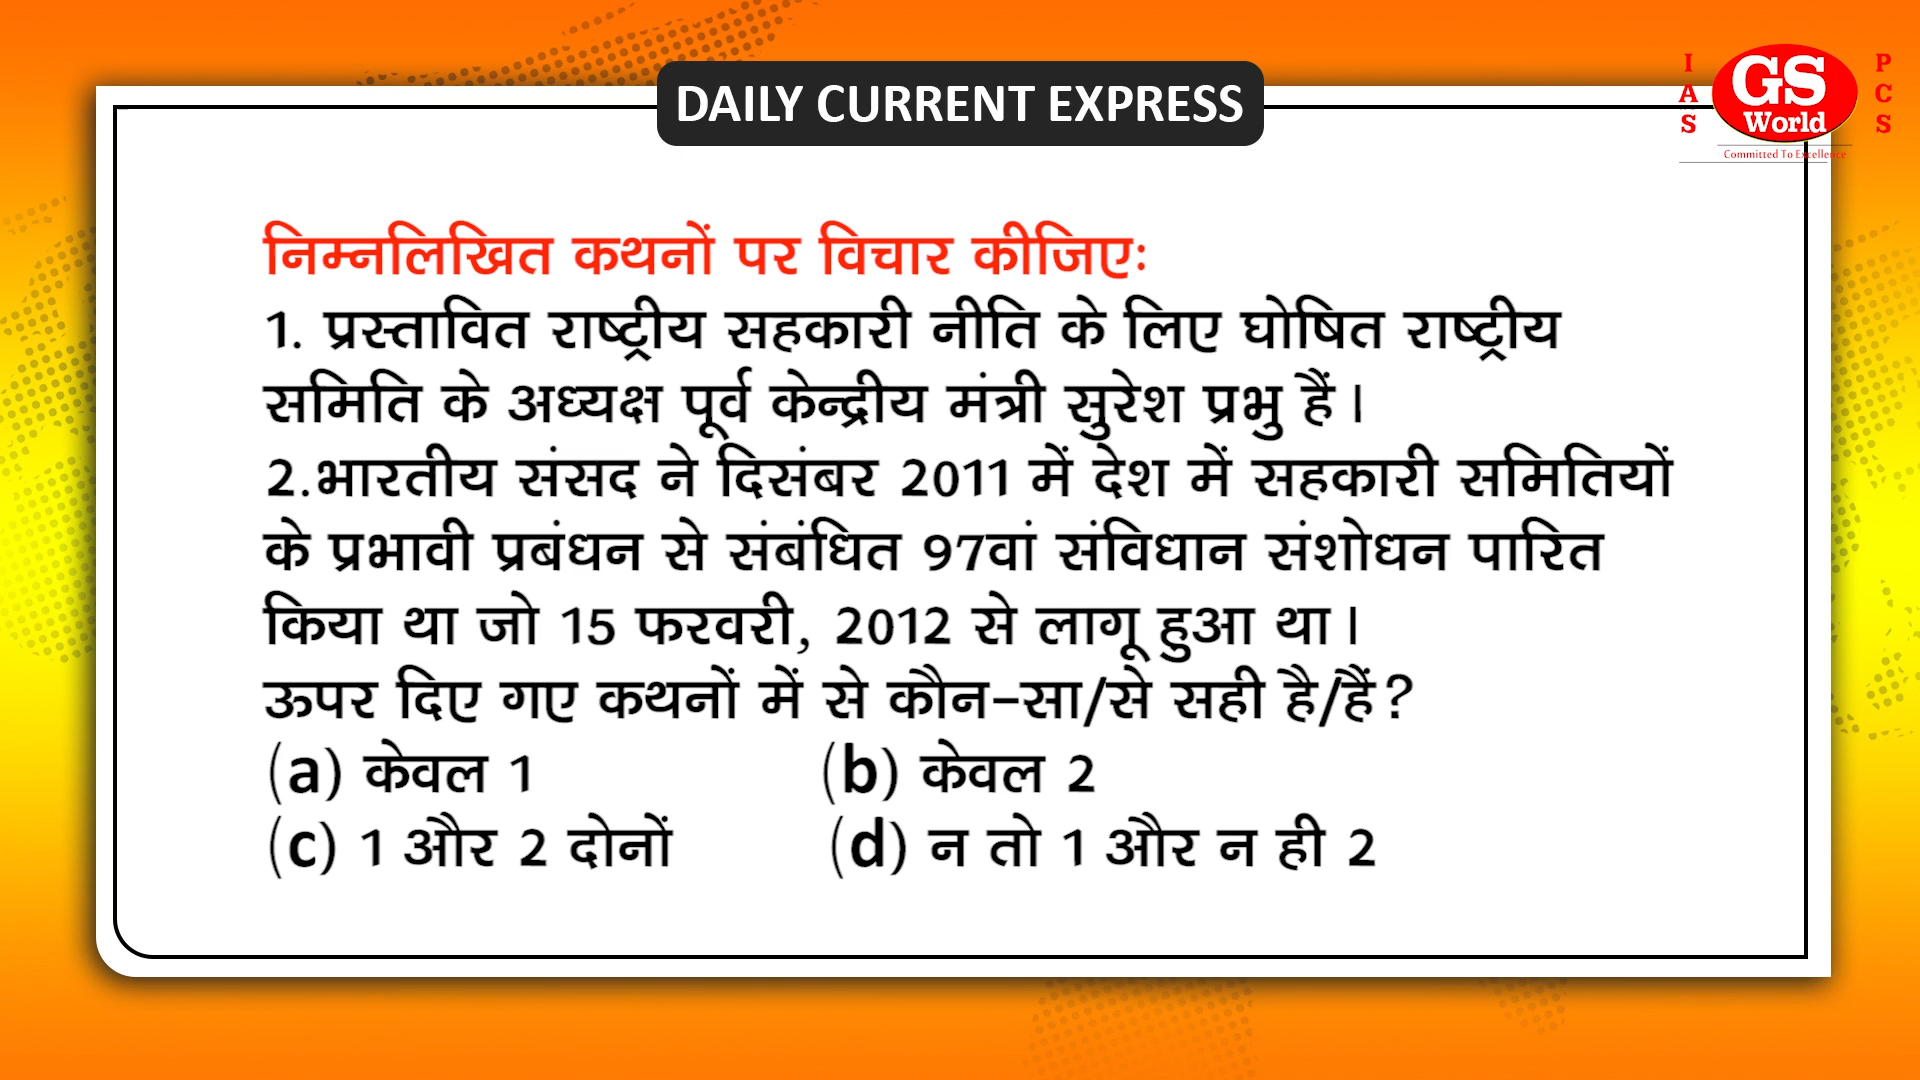 DAILY CURRENT EXPRESS
IAS
GS
World
PCS
Committed To Excellence
निम्नलिखित कथनों पर विचार कीजिए:
1. प्रस्तावित राष्ट्रीय सहकारी नीति के लिए घोषित राष्ट्रीय
समिति के अध्यक्ष पूर्व केन्द्रीय मंत्री सुरेश प्रभु हैं।
2.भारतीय संसद ने दिसंबर 2011 में देश में सहकारी समितियों
के प्रभावी प्रबंधन से संबंधित 97वां संविधान संशोधन पारित
किया था जो 15 फरवरी, 2012 से लागू हुआ था।
ऊपर दिए गए कथनों में से कौन-सा/से सही है/हैं?
(a) केवल 1 (b) केवल 2
(c) 1 और 2 दोनों (d) न तो 1 और न ही 2